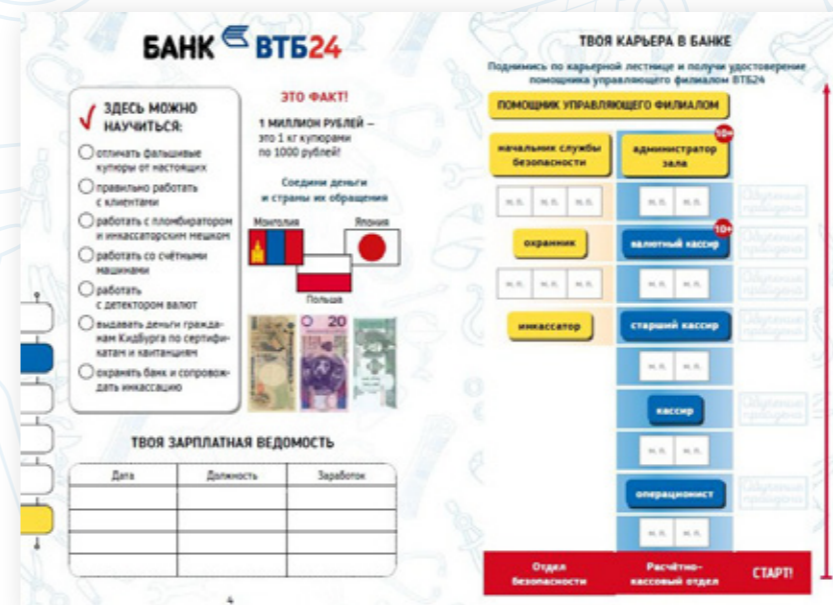 БАНК ВТБ24
ЗДЕСЬ МОЖНО
НАУЧИТЬСЯ:
отличать фальшивые
купюры от настоящих
правильно работать
с клиентами
работать с пломбиратором
и инкассаторским мешком
работать со счётными
машинами
работать
с детектором валют
выдавать деньги гражда-
нам КидБурга по сертифи-
катам и квитанциям
охранять банк и сопровож-
дать инкассацию
ЭТО ФАКТ!
1 МИЛЛИОН РУБЛЕЙ –
это 1 кг купюрами
по 1000 рублей!
Соедини деньги
и страны их обращения
Монголия Япония
Польша
20
ТВОЯ ЗАРПЛАТНАЯ ВЕДОМОСТЬ
Дата Должность Заработок
4
ТВОЯ КАРЬЕРА В БАНКЕ
Поднимись по карьерной лестнице и получи удостоверение
помощника управляющего филиалом ВТБ24
ПОМОЩНИК УПРАВЛЯЮЩЕГО ФИЛИАЛОМ
10+
начальник службы
безопасности
администратор
зала
м.п. м.п. м.п. м.п. м.п.
10+
охранник валютный кассир
м.п. м.п. м.п. м.п. м.п.
инкассатор старший кассир
м.п. м.п.
кассир
м.п. м.п.
операционист
м.п. м.п.
Отдел
безопасности
Расчётно-
кассовый отдел
СТАРТ!